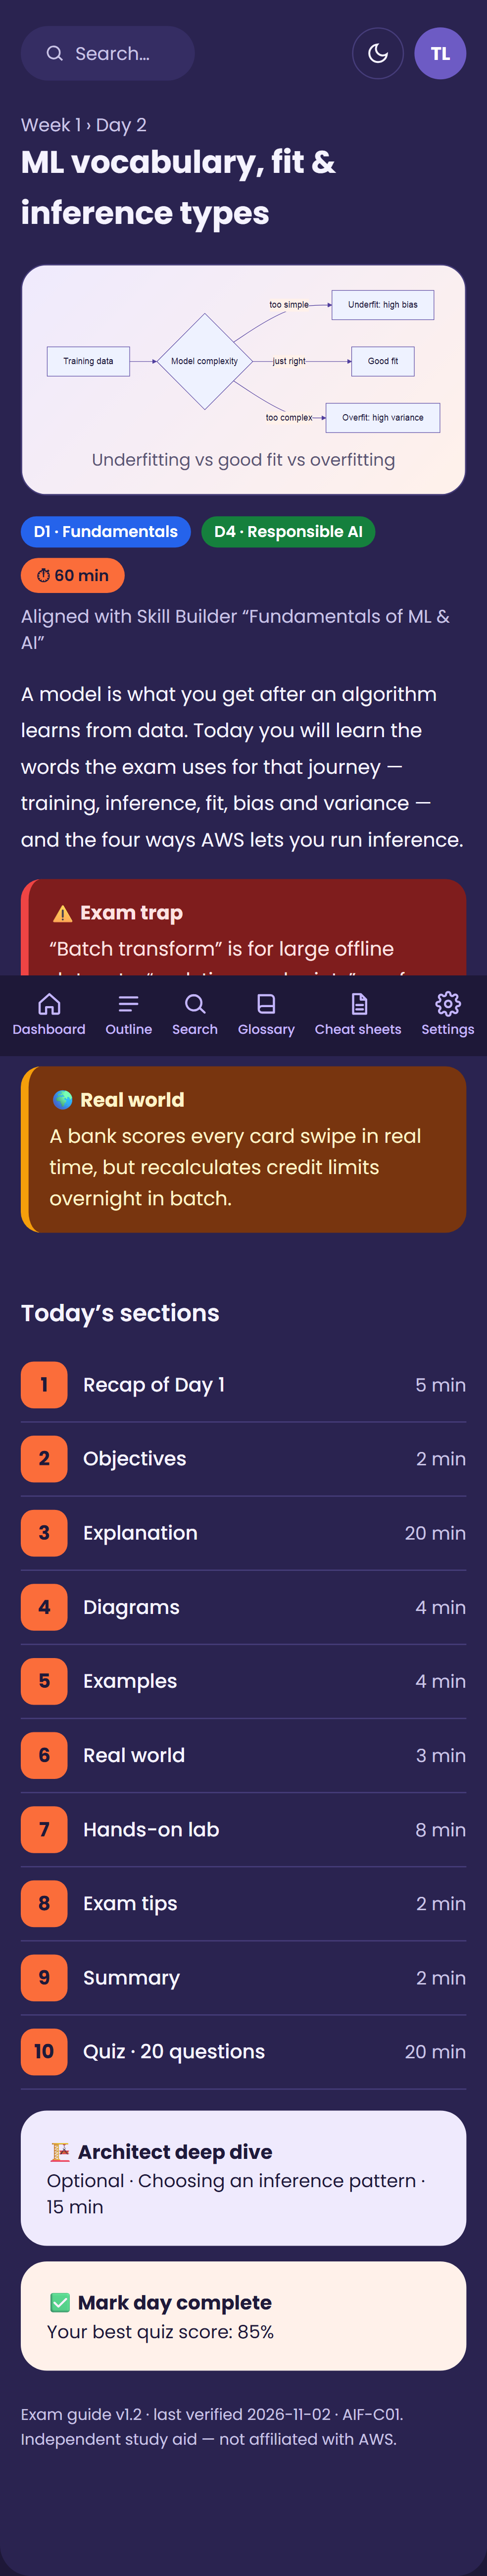 Search...
TL
Week 1 › Day 2
ML vocabulary, fit &
inference types
too simple
Underfit: high bias
Training data
Model complexity
just right
Good fit
too complex
Overfit: high variance
Underfitting vs good fit vs overfitting
D1 · Fundamentals
D4 · Responsible AI
⏱ 60 min
Aligned with Skill Builder “Fundamentals of ML &
AI”
A model is what you get after an algorithm
learns from data. Today you will learn the
words the exam uses for that journey —
training, inference, fit, bias and variance —
and the four ways AWS lets you run inference.
⚠️ Exam trap
“Batch transform” is for large offline
Dashboard
Outline
Search
Glossary
Cheat sheets
Settings
🌍 Real world
A bank scores every card swipe in real
time, but recalculates credit limits
overnight in batch.
Today’s sections
1 Recap of Day 1 5 min
2 Objectives 2 min
3 Explanation 20 min
4 Diagrams 4 min
5 Examples 4 min
6 Real world 3 min
7 Hands-on lab 8 min
8 Exam tips 2 min
9 Summary 2 min
10 Quiz · 20 questions 20 min
🏗️ Architect deep dive
Optional · Choosing an inference pattern ·
15 min
✅ Mark day complete
Your best quiz score: 85%
Exam guide v1.2 · last verified 2026-11-02 · AIF-C01.
Independent study aid — not affiliated with AWS.